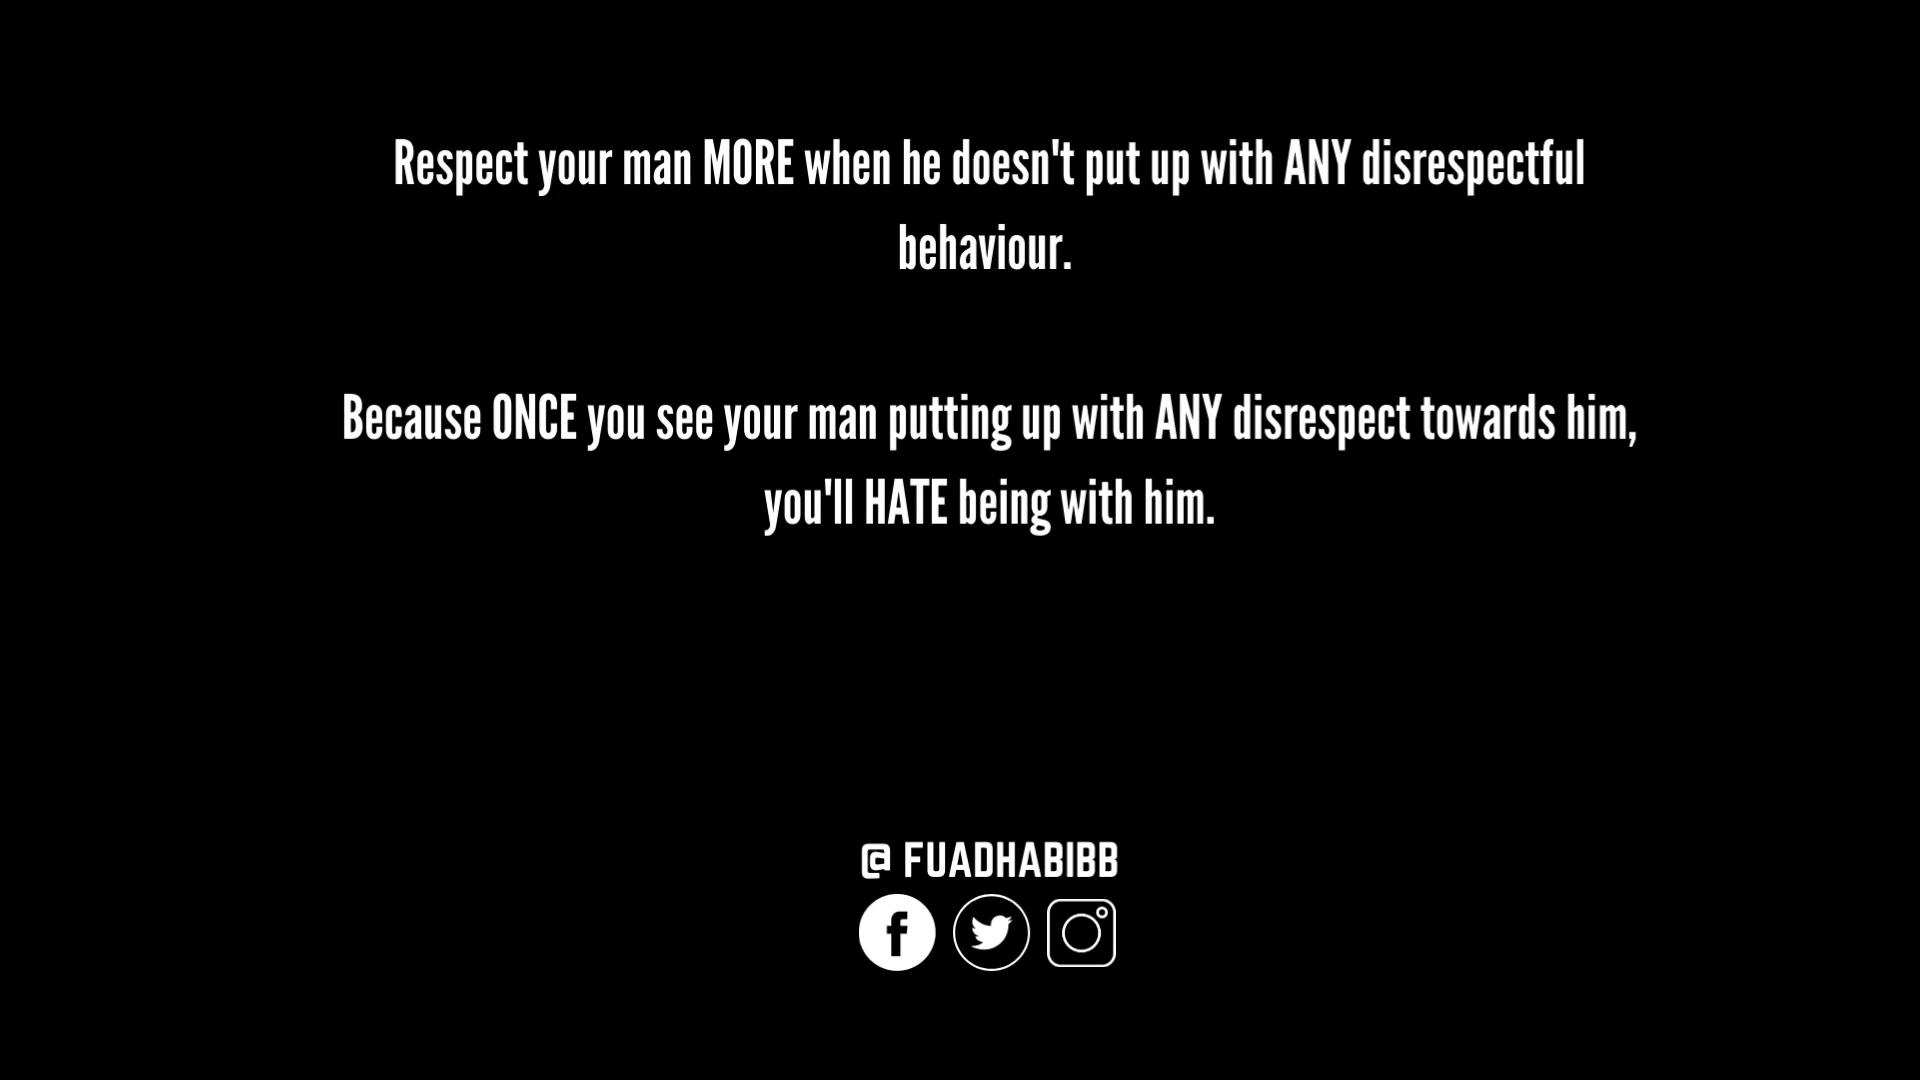 Respect your man MORE when he doesn't put up with ANY disrespectful
behaviour.
Because ONCE you see your man putting up with ANY disrespect towards him,
you'll HATE being with him.
@ FUADHABIBB